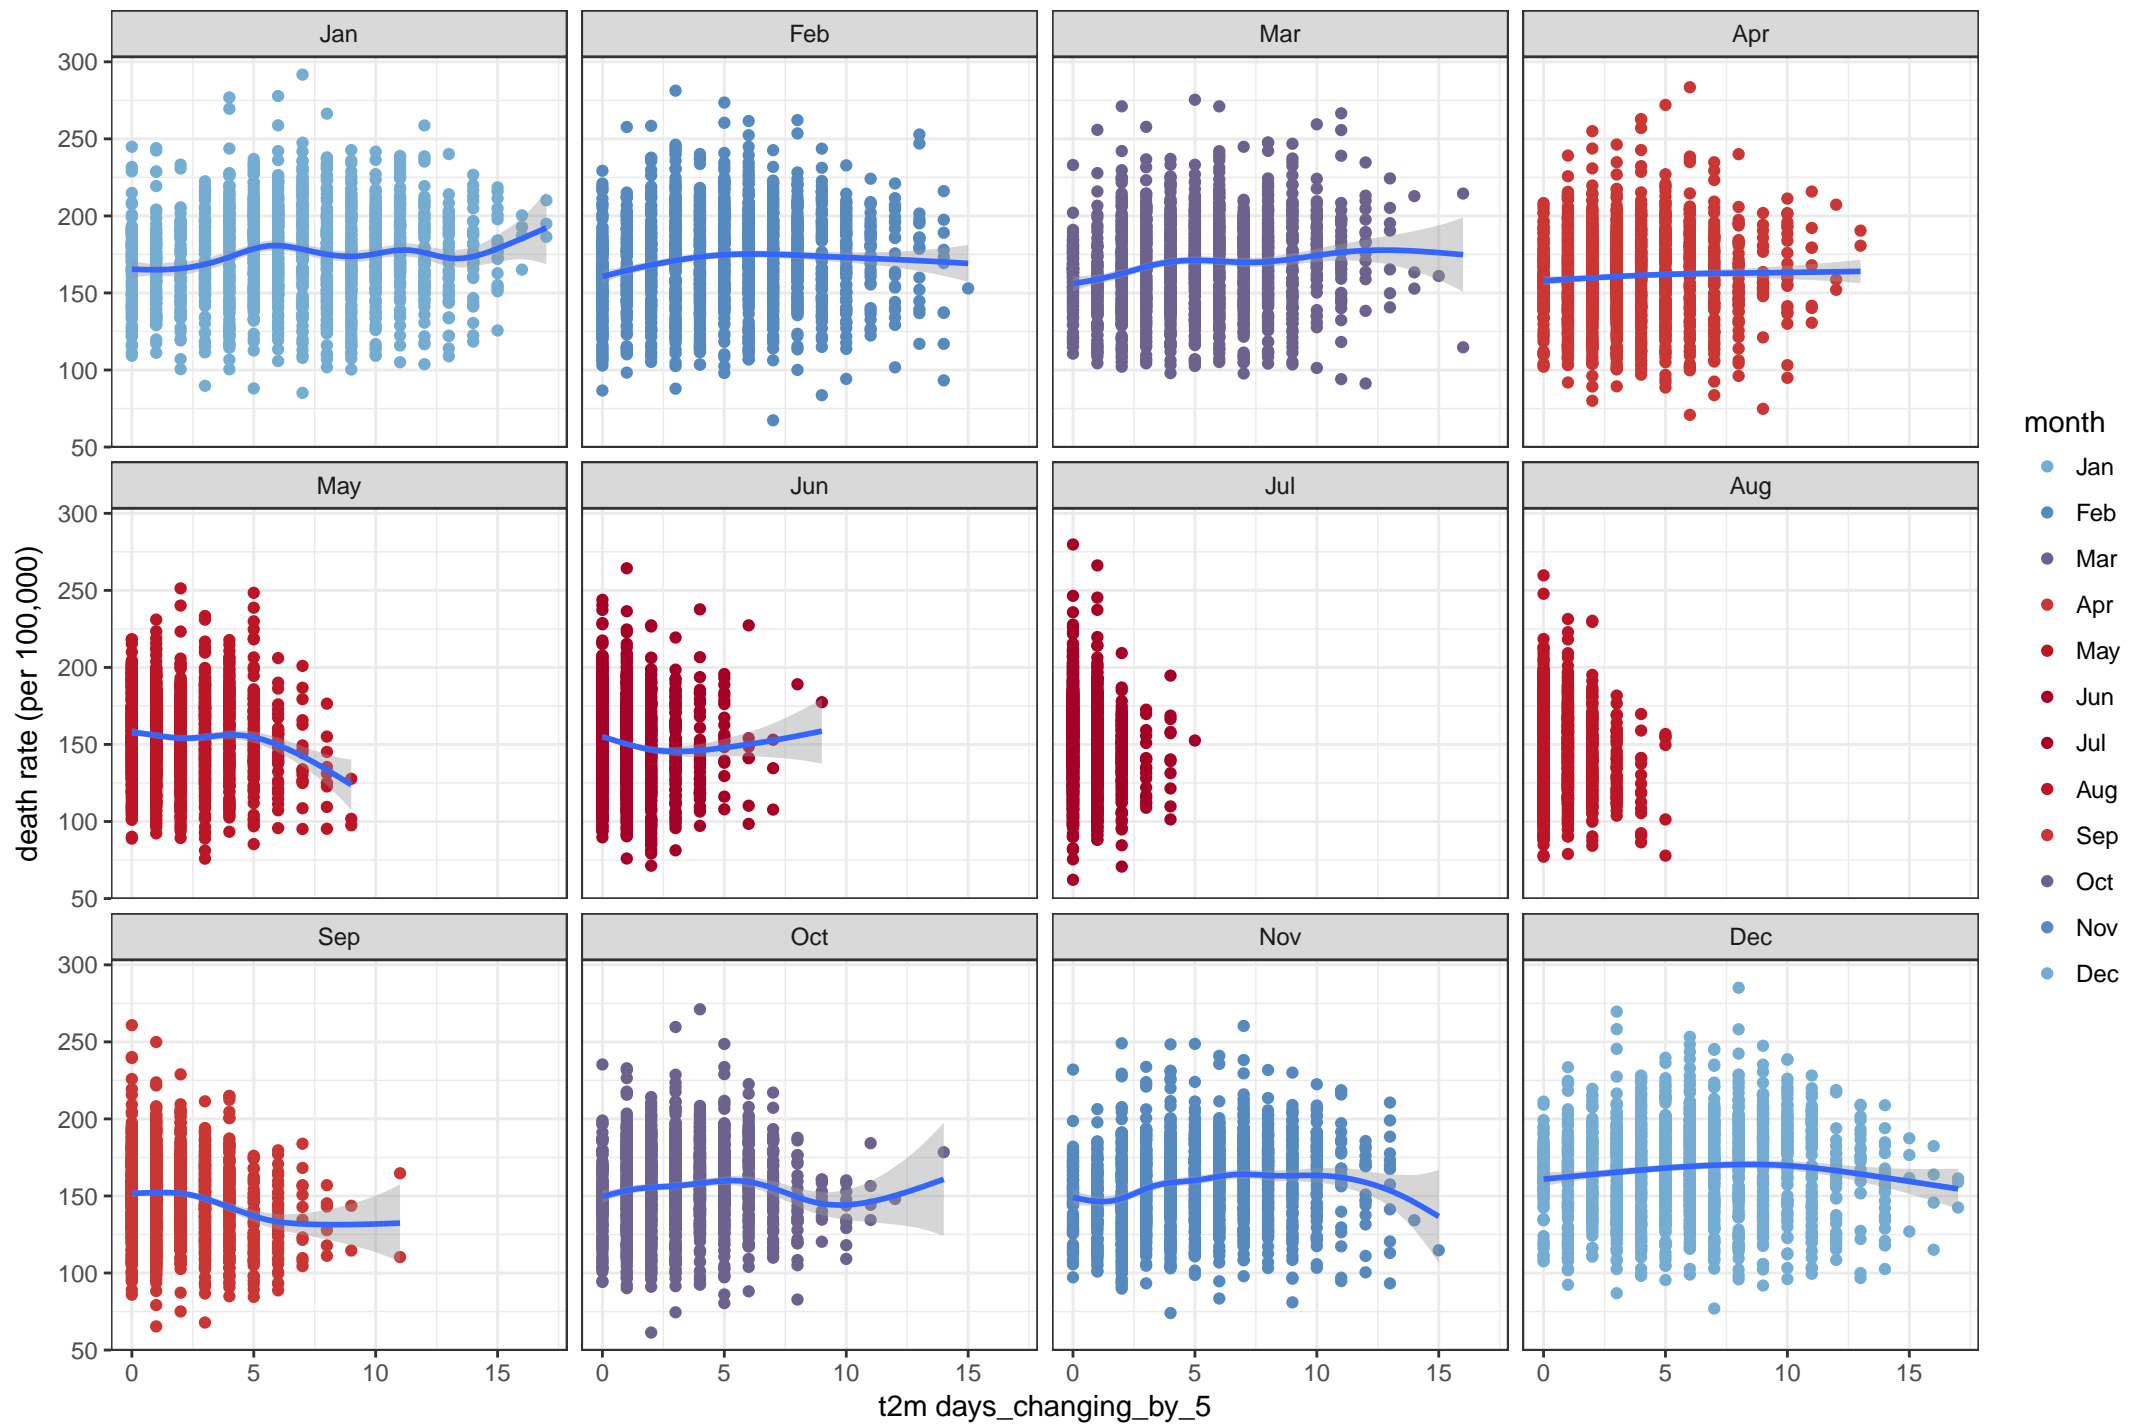 Jan Feb Mar Apr
300
250
200
150
100
50
May Jun Jul Aug
300
250
200
150
100
50
Sep Oct Nov Dec
300
250
200
150
100
50
0 5 10 15 0 5 10 15 0 5 10 15 0 5 10 15
t2m days_changing_by_5
death rate (per 100,000)
month
Jan
Feb
Mar
Apr
May
Jun
Jul
Aug
Sep
Oct
Nov
Dec